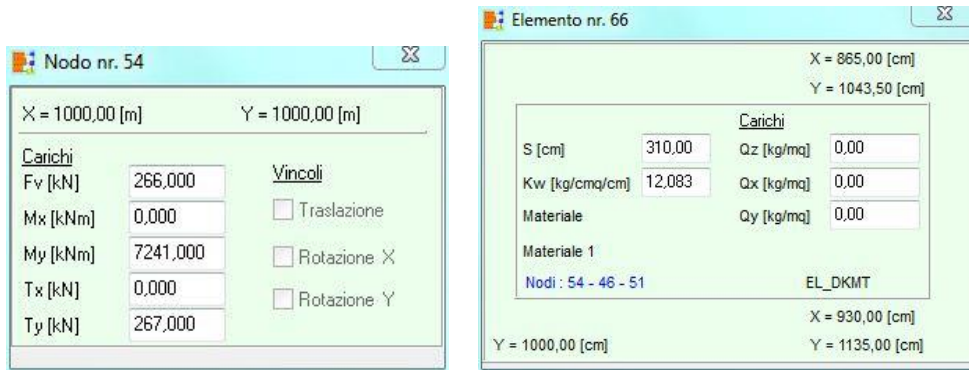 Nodo nr. 54
X = 1000,00 [m] Y = 1000,00 [m]
Carichi
Fv [kN] 266,000 Vincoli
Mx [kNm] 0,000 Traslazione
My [kNm] 7241,000 Rotazione X
Tx [kN] 0,000 Rotazione Y
Ty [kN] 267,000
Elemento nr. 66
X = 865,00 [cm]
Y = 1043,50 [cm]
Carichi
S [cm] 310,00 Qz [kg/mq] 0,00
Kw [kg/cmq/cm] 12,083 Qx [kg/mq] 0,00
Materiale Qy [kg/mq] 0,00
Materiale 1
Nodi : 54 - 46 - 51 EL_DKMT
X = 930,00 [cm]
Y = 1000,00 [cm] Y = 1135,00 [cm]